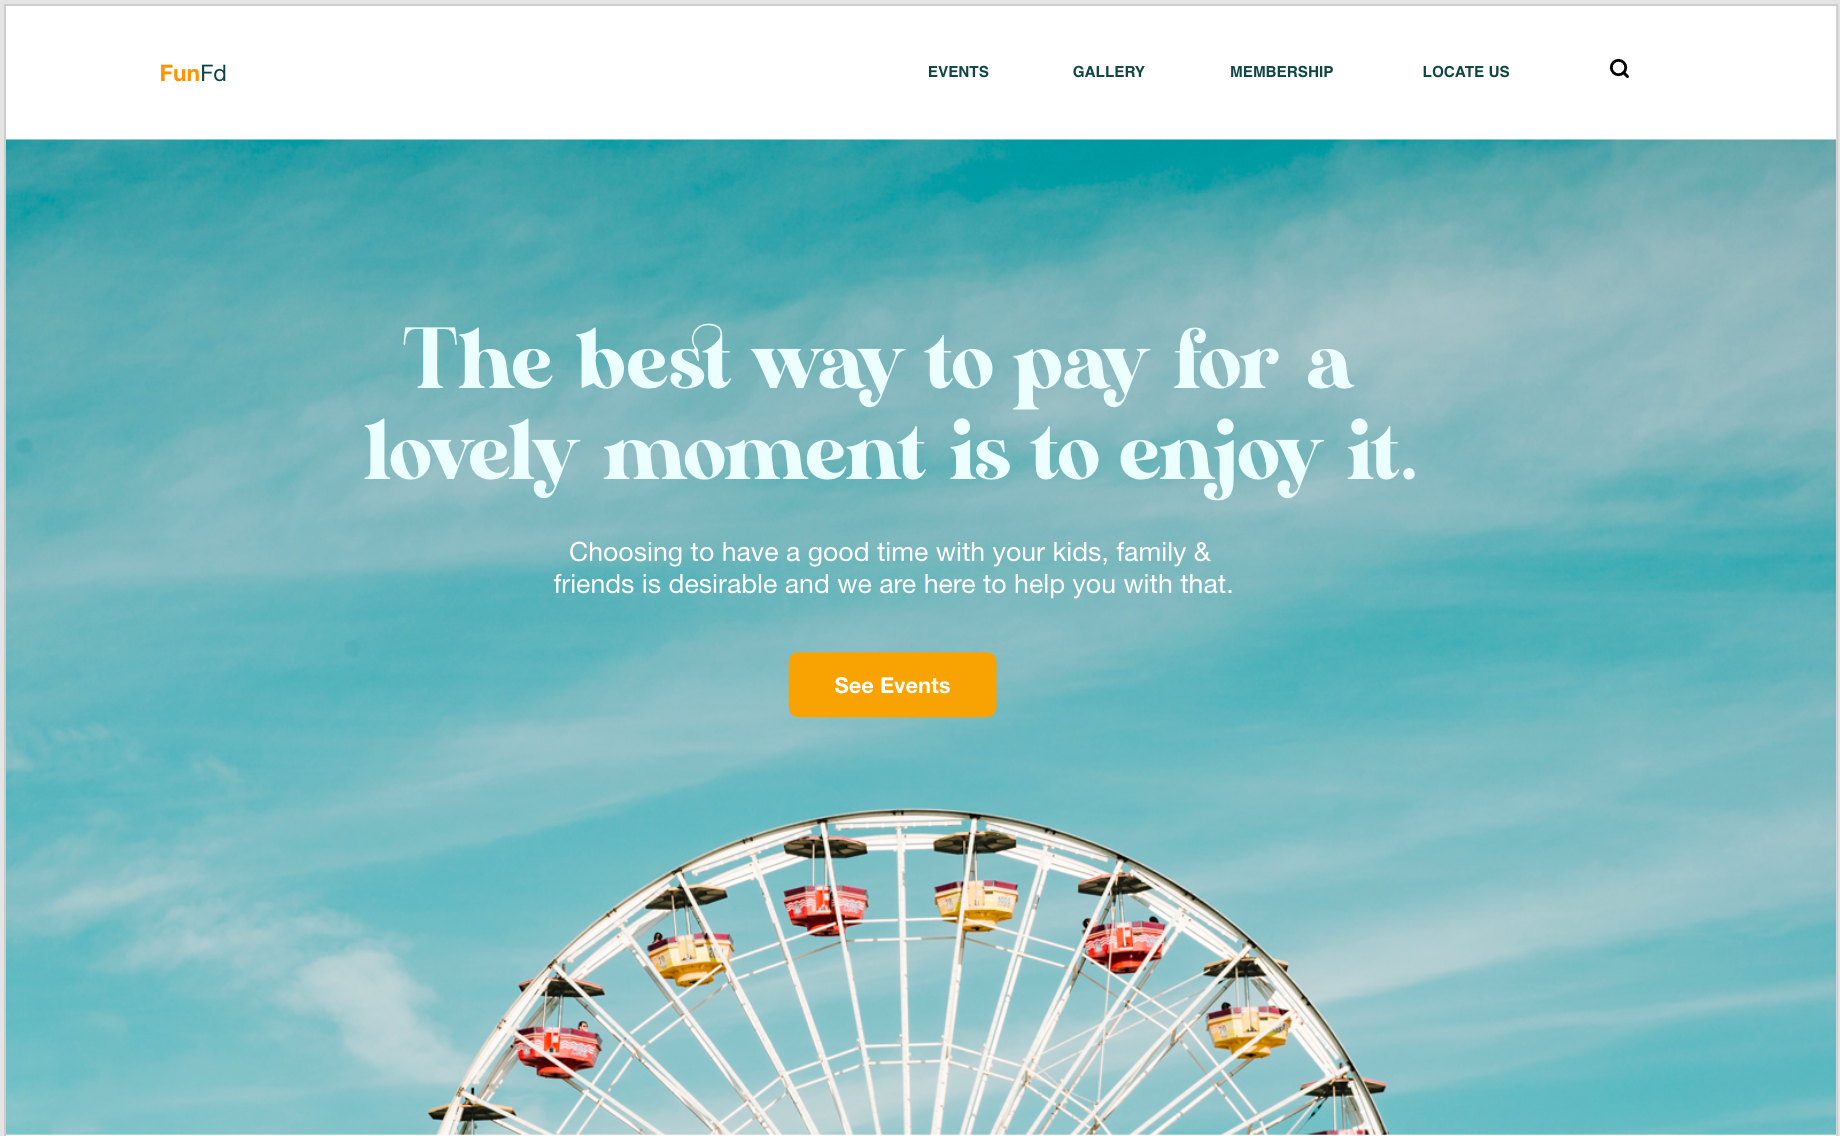 FunFd
EVENTS GALLERY MEMBERSHIP LOCATE US
The best way to pay for a
lovely moment is to enjoy it.
Choosing to have a good time with your kids, family &
friends is desirable and we are here to help you with that.
See Events